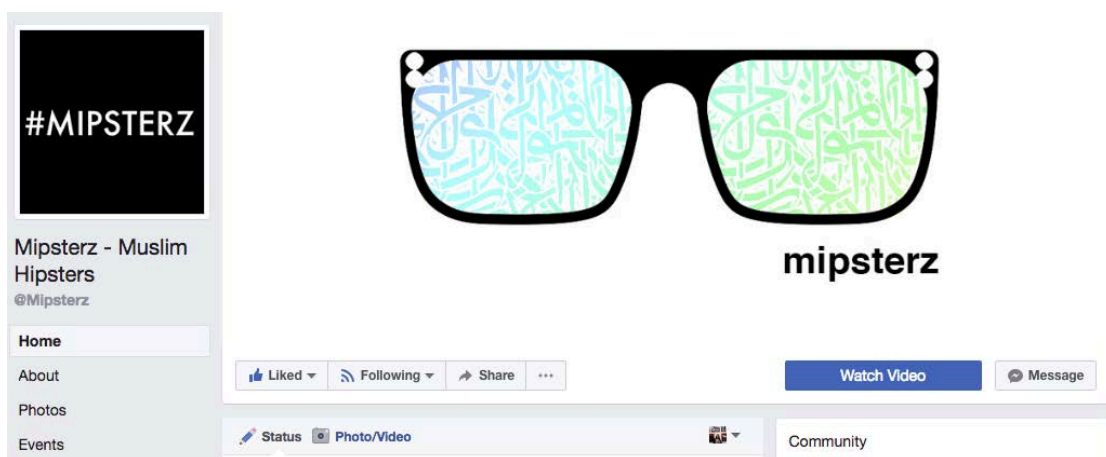 #MIPSTERZ
Mipsterz - Muslim
Hipsters
@Mipsterz
Home
About
Photos
Events
mipsterz
Liked
Following
Share
...
Watch Video
Message
Status
Photo/Video
Community